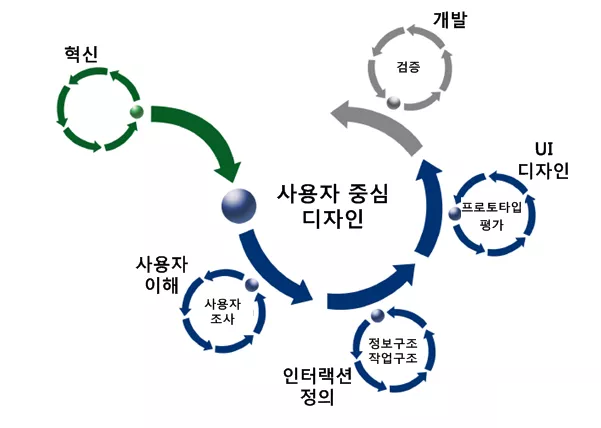 혁신
개발
검증
UI
디자인
프로토타입
평가
사용자 중심
디자인
사용자
이해
사용자
조사
정보구조
작업구조
인터랙션
정의